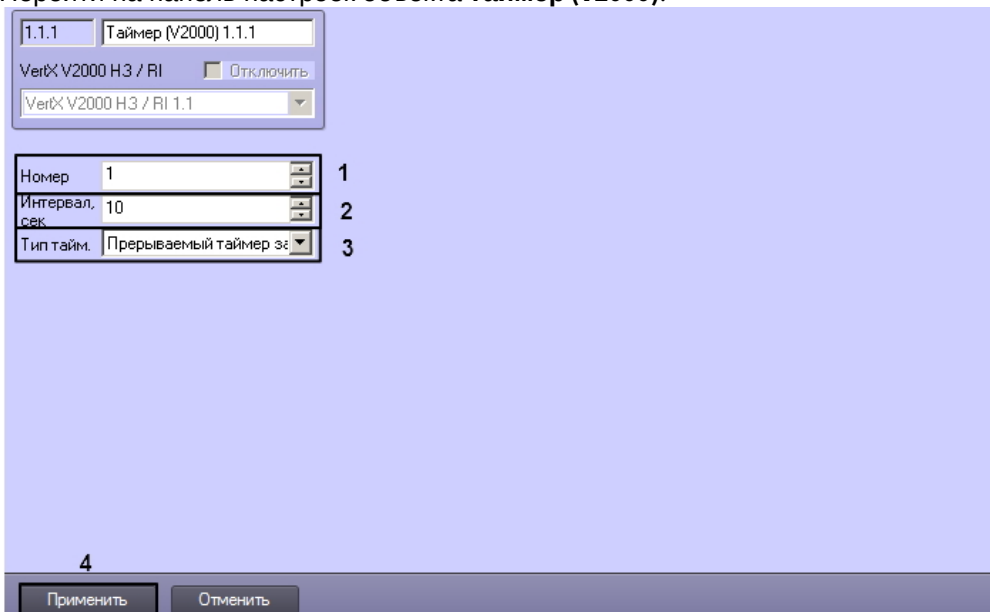 Перейти на панель настроек объекта Таймер (V2000).
1.1.1 Таймер (V2000) 1.1.1
VertX V2000 НЗ / RI Отключить
VertX V2000 НЗ / RI 1.1
Номер 1 1
Интервал, сек 10 2
Тип тайм. Прерываемый таймер за 3
4
Применить Отменить